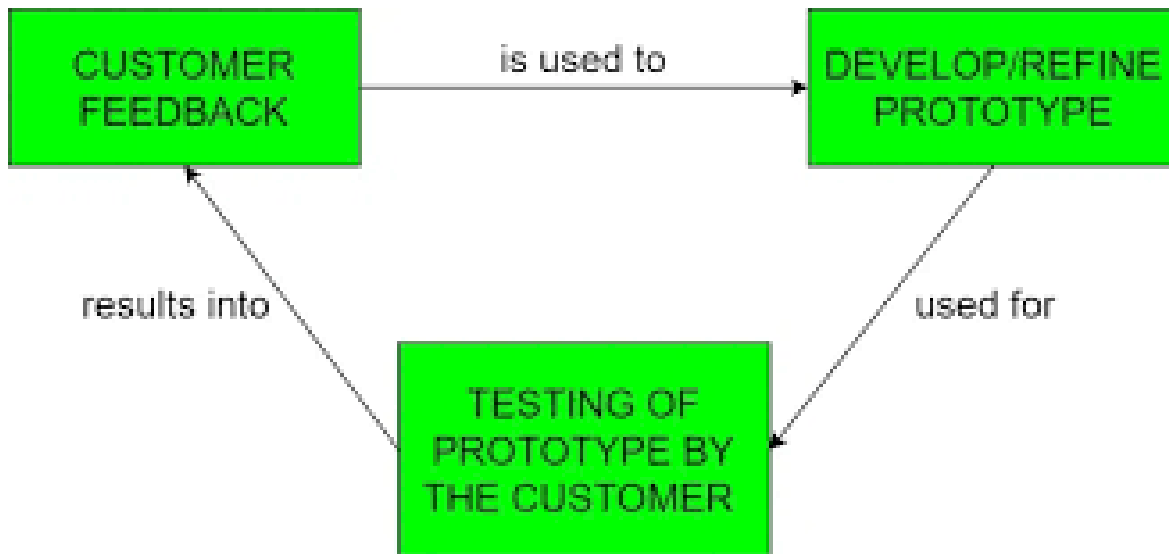 CUSTOMER
FEEDBACK
is used to
DEVELOP/REFINE
PROTOTYPE
results into
used for
TESTING OF
PROTOTYPE BY
THE CUSTOMER